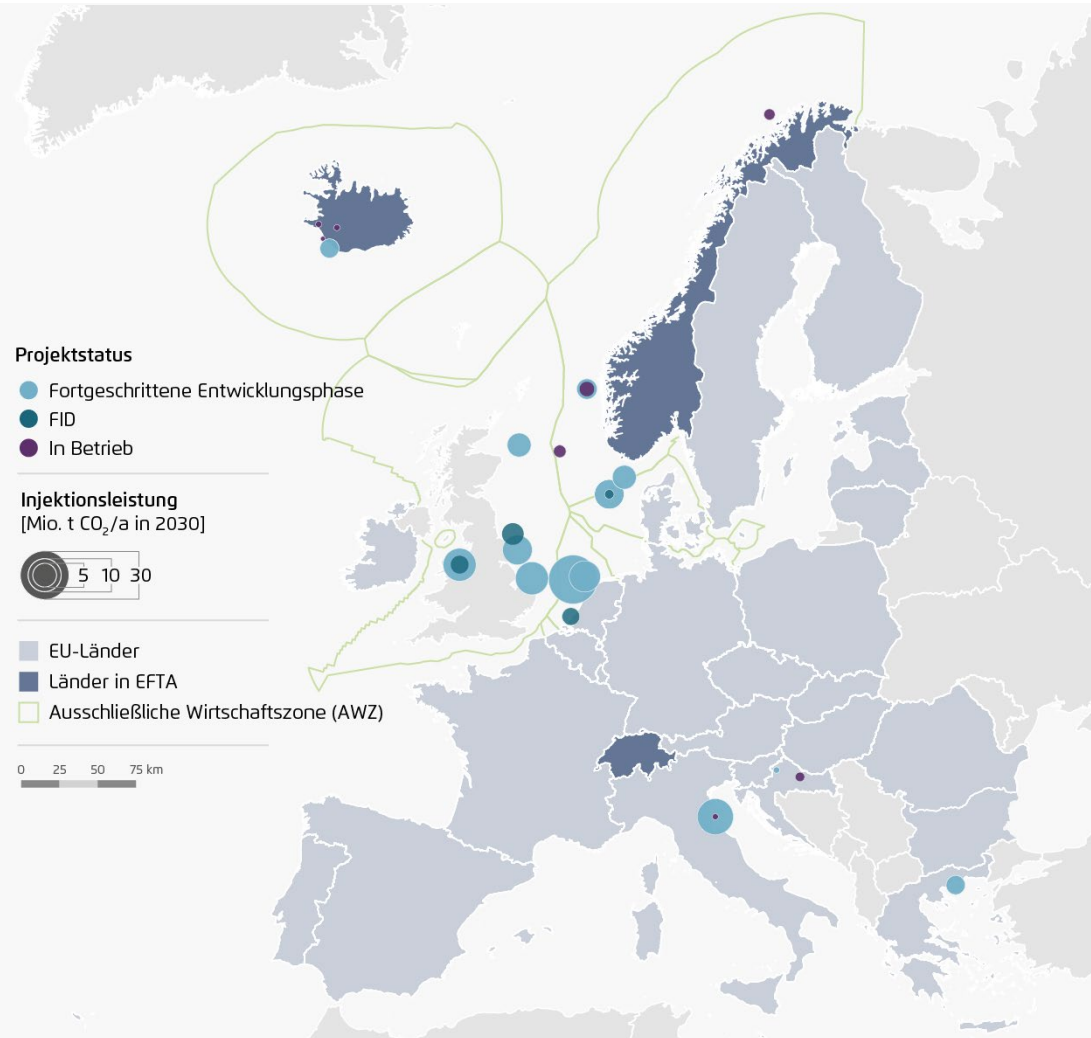 Projektstatus
Fortgeschrittene Entwicklungsphase
FID
In Betrieb
Injektionsleistung
[Mio. t CO₂/a in 2030]
5 10 30
EU-Länder
Länder in EFTA
Ausschließliche Wirtschaftszone (AWZ)
0 25 50 75 km